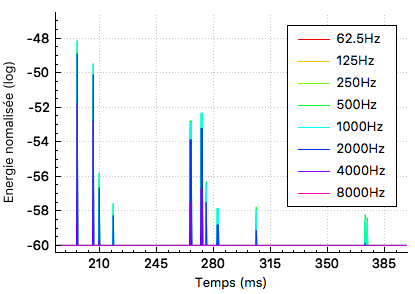 -48
-50
-52
-54
-56
-58
-60
Energie nomalisée (log)
62.5Hz
125Hz
250Hz
500Hz
1000Hz
2000Hz
4000Hz
8000Hz
210 245 280 315 350 385
Temps (ms)